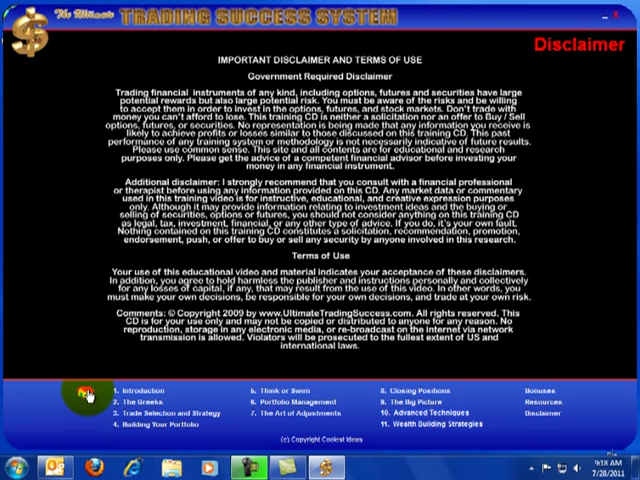 The Ultimate TRADING SUCCESS SYSTEM
Disclaimer
IMPORTANT DISCLAIMER AND TERMS OF USE
Government Required Disclaimer
Trading financial instruments of any kind, including options, futures and securities have large
potential rewards but also large potential risk. You must be aware of the risks and be willing
to accept them in order to invest in the options, futures, and stock markets. Don't trade with
money you can't afford to lose. This training CD is neither a solicitation nor an offer to Buy / Sell
options, futures, or securities. No representation is being made that any information you receive is
likely to achieve profits or losses similar to those discussed on this training CD. This past
performance of any training system or methodology is not necessarily indicative of future results.
Please use common sense. This site and all contents are for educational and research
purposes only. Please get the advice of a competent financial advisor before investing your
money in any financial instrument.
Additional disclaimer: I strongly recommend that you consult with a financial professional
or therapist before using any information provided on this CD. Any market data or commentary
used in this training video is for instructive, educational, and creative expression purposes
only. Although it may provide information relating to investment ideas and the buying or
selling of securities, options or futures, you should not consider anything on this training CD
as legal, tax, investment, financial, or any other type of advice. If you do, it's your own fault.
Nothing contained on this training CD constitutes a solicitation, recommendation, promotion,
endorsement, push, or offer to buy or sell any security by anyone involved in this research.
Terms of Use
Your use of this educational video and material indicates your acceptance of these disclaimers.
In addition, you agree to hold harmless the publisher and instructions personally and collectively
for any losses of capital, if any, that may result from the use of this video. In other words, you
must make your own decisions, be responsible for your own decisions, and trade at your own risk.
Comments: © Copyright 2009 by www.UltimateTradingSuccess.com. All rights reserved. This
CD is for your use only and may not be copied or distributed to anyone for any reason. No
reproduction, storage in any electronic media, or re-broadcast on the internet via network
transmission is allowed. Violators will be prosecuted to the fullest extent of US and
international laws.
1. Introduction 5. Think or Swim 8. Closing Positions Bonuses
2. The Greeks 6. Portfolio Management 9. The Big Picture Resources
3. Trade Selection and Strategy 7. The Art of Adjustments 10. Advanced Techniques Disclaimer
4. Building Your Portfolio 11. Wealth Building Strategies
(c) Copyright Coolest Ideas
9:18 AM
7/28/2011